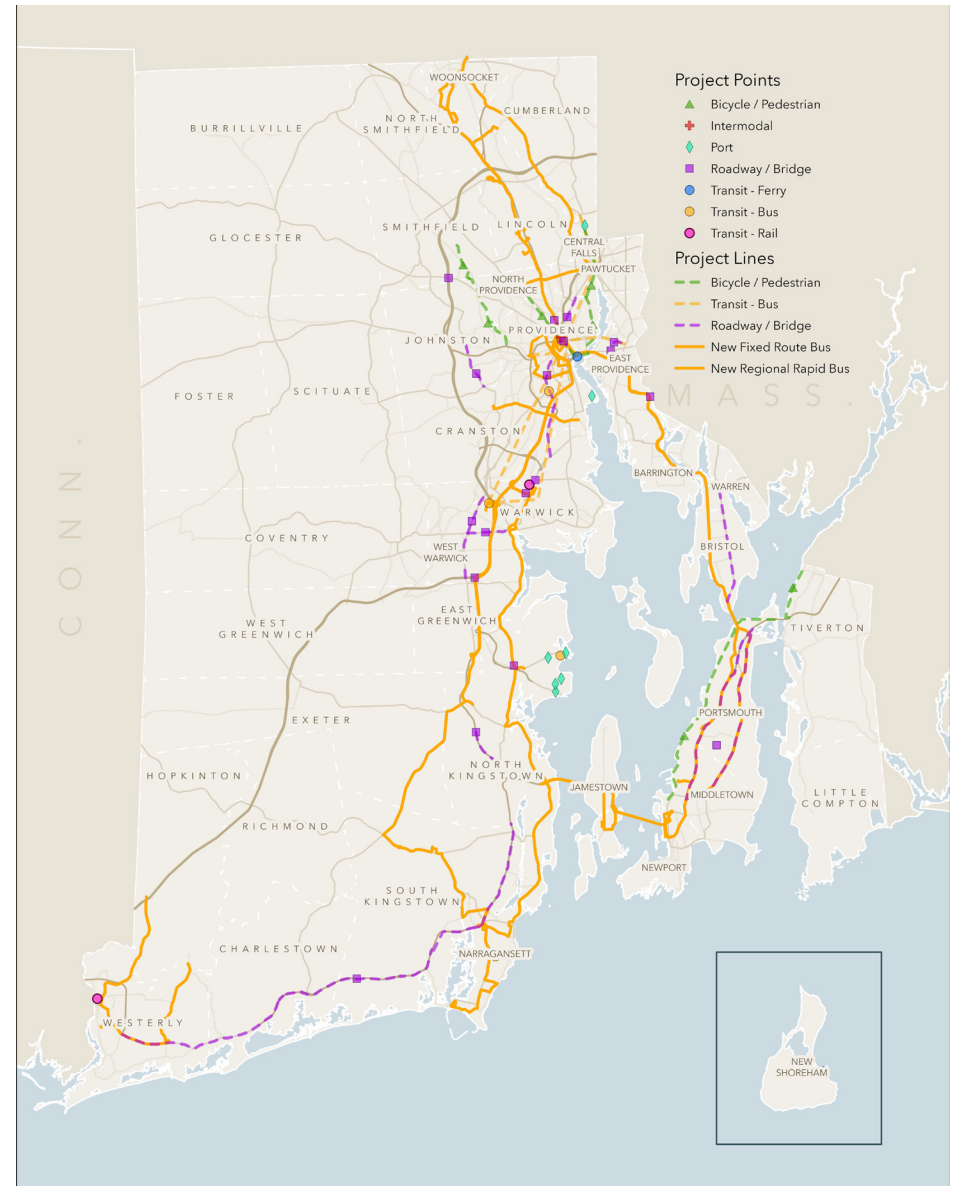 WOONSOCKET
CUMBERLAND
NORTH
SMITHFIELD
BURRILLVILLE
Project Points
Bicycle / Pedestrian
Intermodal
Port
Roadway / Bridge
Transit - Ferry
Transit - Bus
Transit - Rail
Project Lines
Bicycle / Pedestrian
Transit - Bus
Roadway / Bridge
New Fixed Route Bus
New Regional Rapid Bus
SMITHFIELD
LINCOLN
GLOCESTER
CENTRAL
FALLS
PAWTUCKET
NORTH
PROVIDENCE
PROVIDENCE
JOHNSTON
EAST
PROVIDENCE
MASS.
FOSTER
SCITUATE
CRANSTON
BARRINGTON
WARREN
CONN.
WARWICK
COVENTRY
WEST
WARWICK
BRISTOL
EAST
GREENWICH
WEST
GREENWICH
TIVERTON
PORTSMOUTH
EXETER
NORTH
KINGSTOWN
HOPKINTON
JAMESTOWN
MIDDLETOWN
LITTLE
COMPTON
RICHMOND
NEWPORT
SOUTH
KINGSTOWN
CHARLESTOWN
NARRAGANSETT
WESTERLY
NEW
SHOREHAM